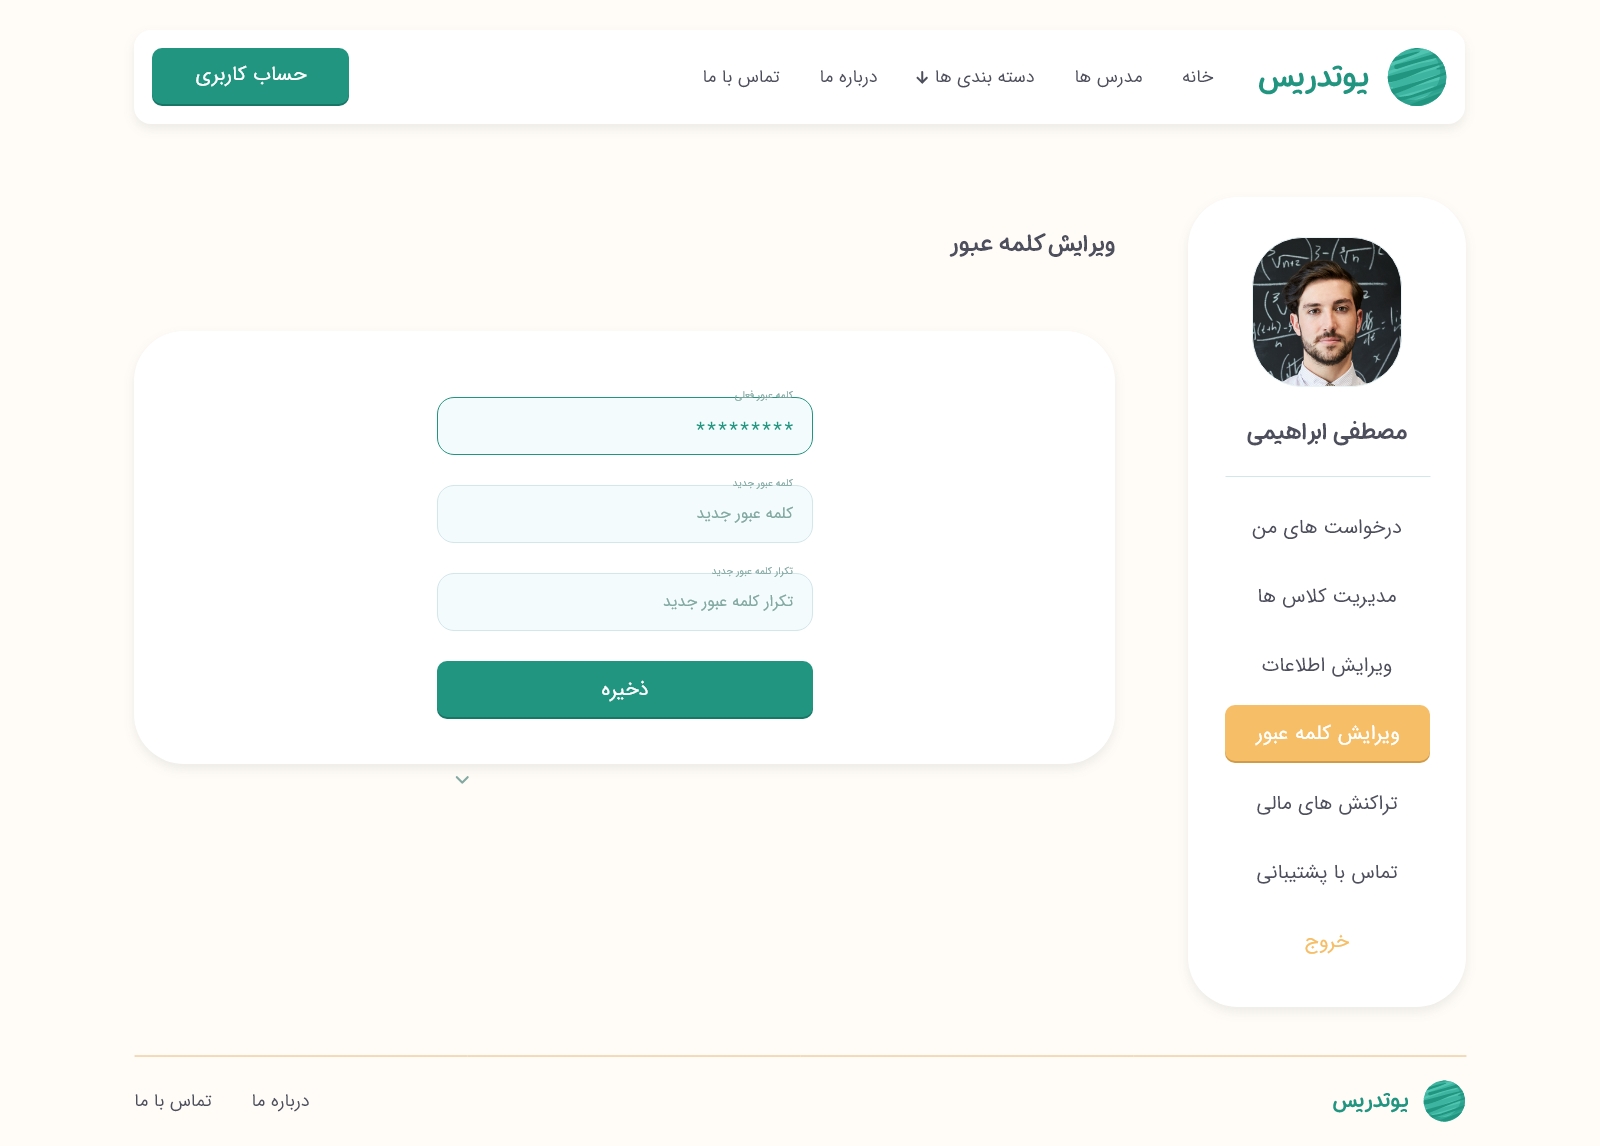 یوتدریس
خانه
مدرس ها
دسته بندی ها
درباره ما
تماس با ما
حساب کاربری
مصطفی ابراهیمی
درخواست های من
مدیریت کلاس ها
ویرایش اطلاعات
ویرایش کلمه عبور
تراکنش های مالی
تماس با پشتیبانی
خروج
ویرایش کلمه عبور
کلمه عبور فعلی
*********
کلمه عبور جدید
کلمه عبور جدید
تکرار کلمه عبور جدید
تکرار کلمه عبور جدید
ذخیره
یوتدریس
درباره ما
تماس با ما